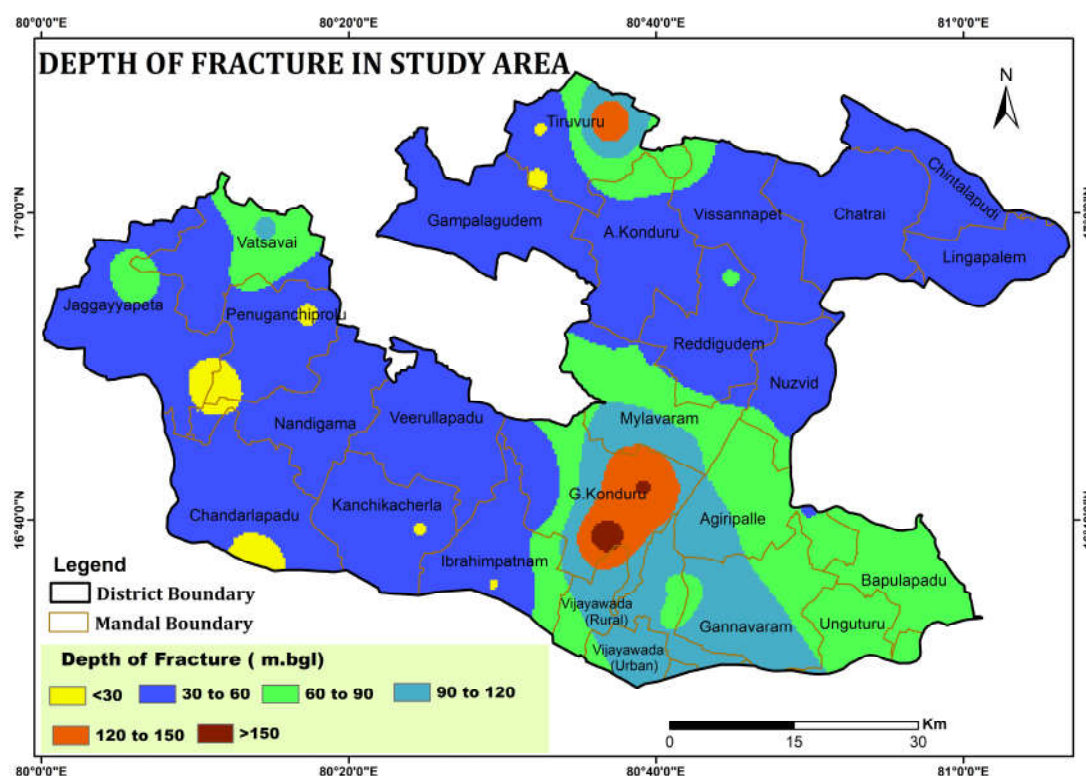 80°0'0"E 80°20'0"E 80°40'0"E 81°0'0"E
DEPTH OF FRACTURE IN STUDY AREA
N
Tiruvuru
Chintalapudi
17°0'0"N
Gampalagudem
Vissannapet
Chatrai
A.Konduru
Vatsavai
Lingapalem
Jaggayyapeta
Penuganchiprolu
Reddigudem
Nuzvid
Nandigama
Veerullapadu
Mylavaram
16°40'0"N
Chandarlapadu
Kanchikacherla
G.Konduru
Agiripalle
Ibrahimpatnam
Bapulapadu
Vijayawada
(Rural)
Gannavaram
Unguturu
Vijayawada
(Urban)
Legend
District Boundary
Mandal Boundary
Depth of Fracture ( m.bgl)
<30 30 to 60 60 to 90 90 to 120
120 to 150 >150
Km
0 15 30
80°0'0"E 80°20'0"E 80°40'0"E 81°0'0"E